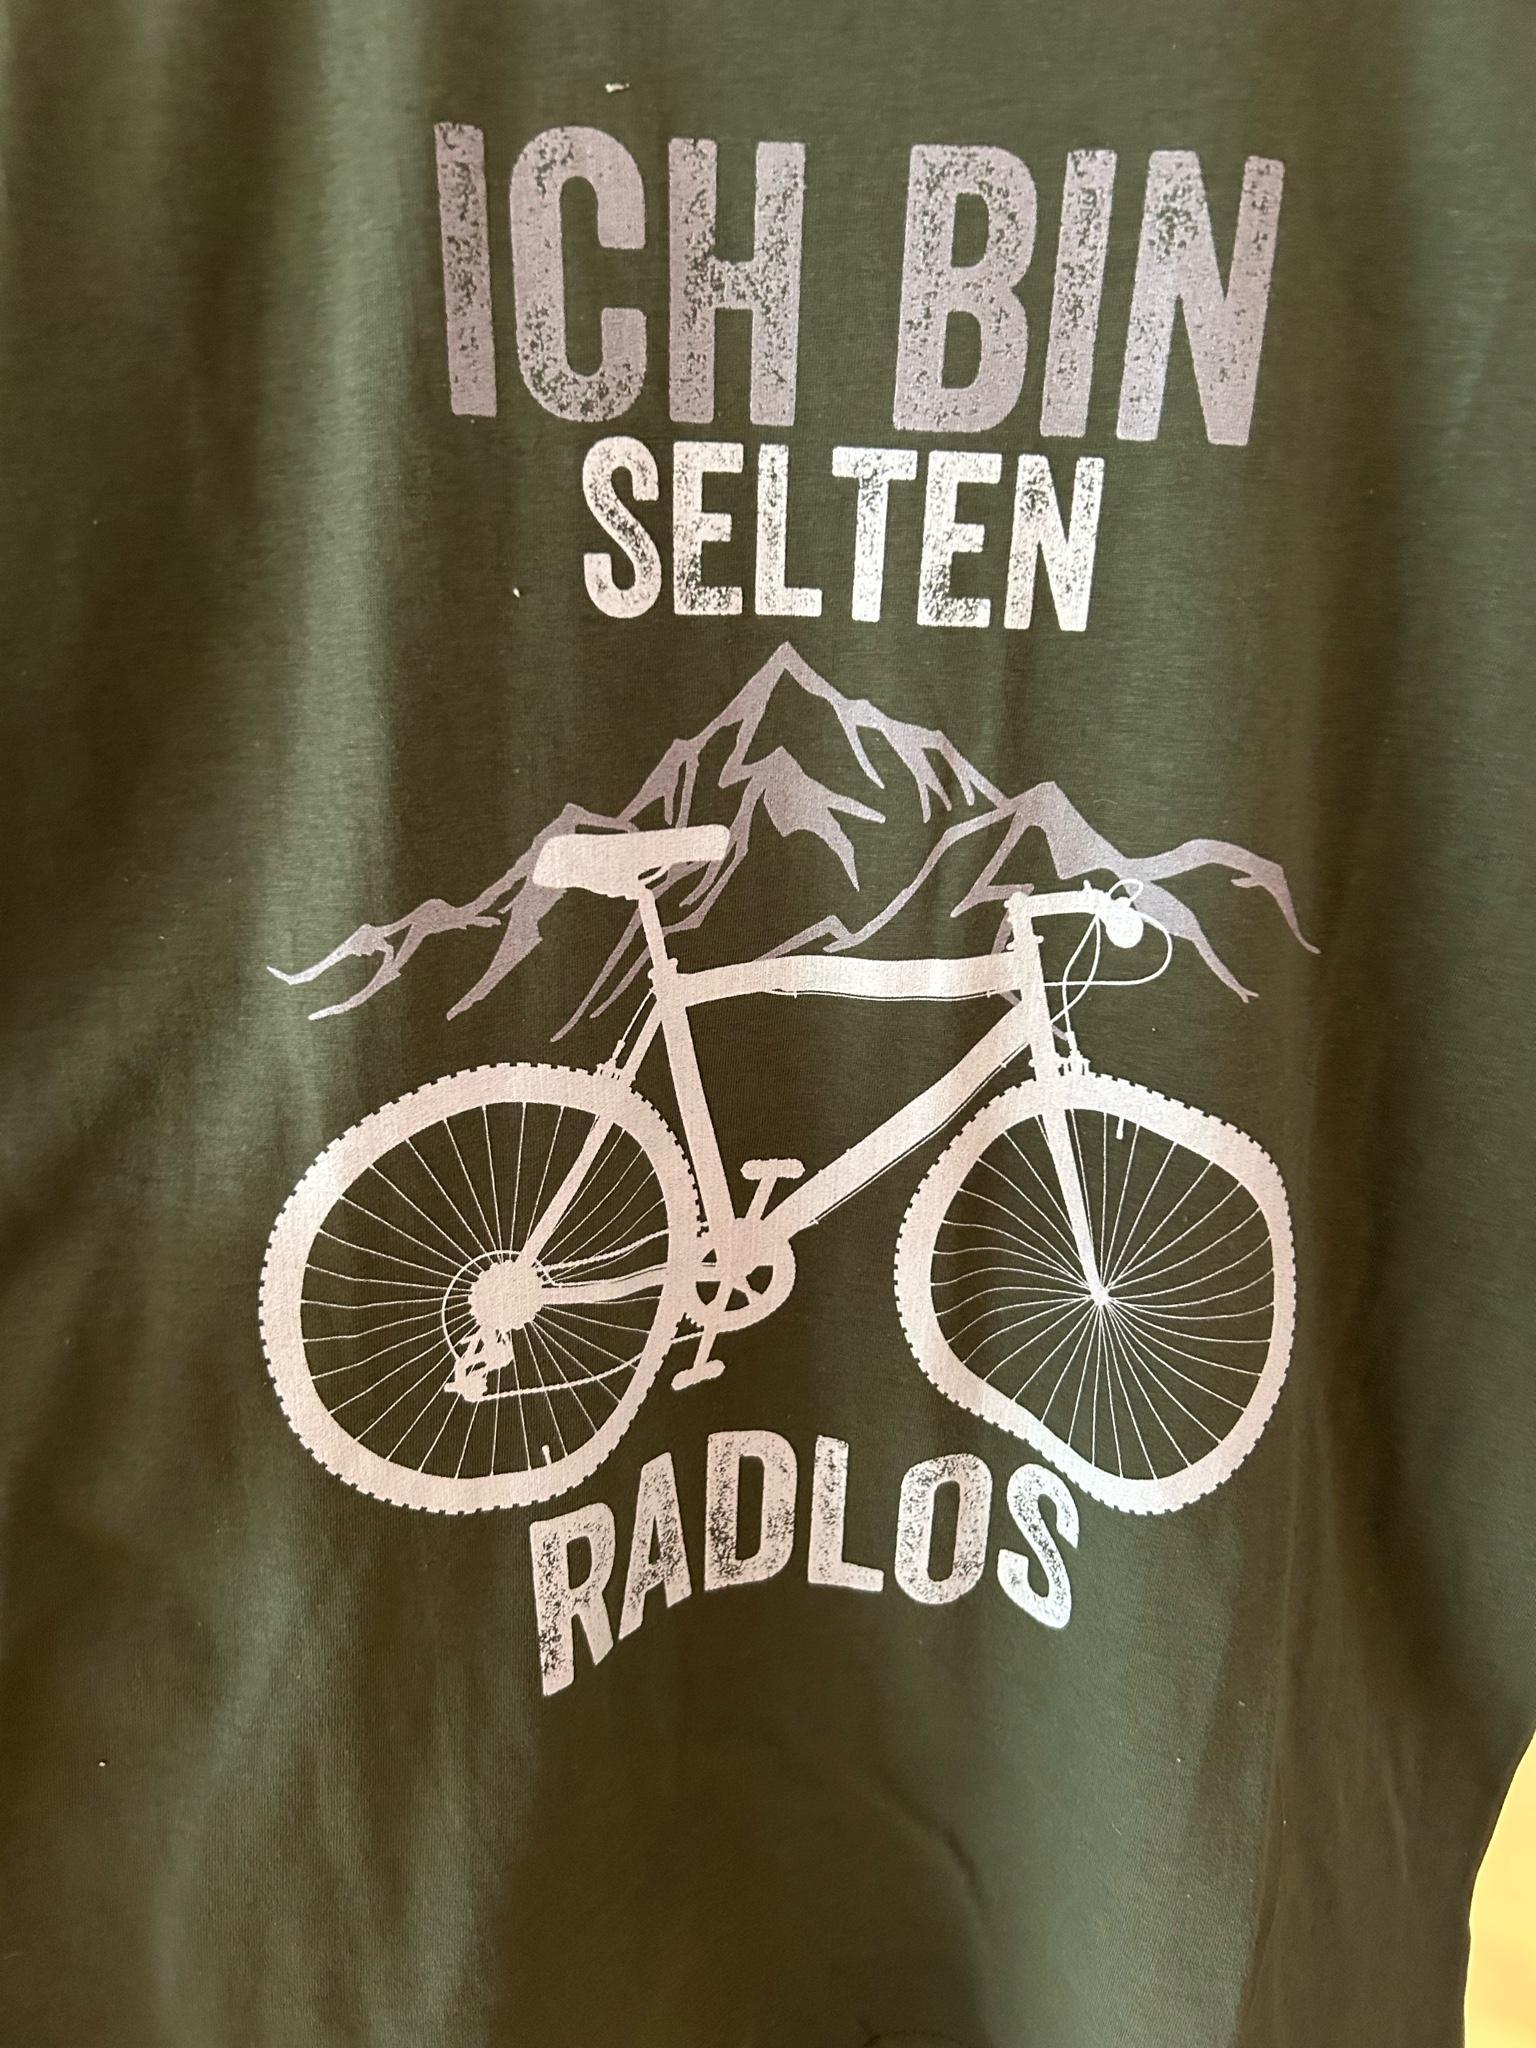 ICH BIN
SELTEN
RADLOS